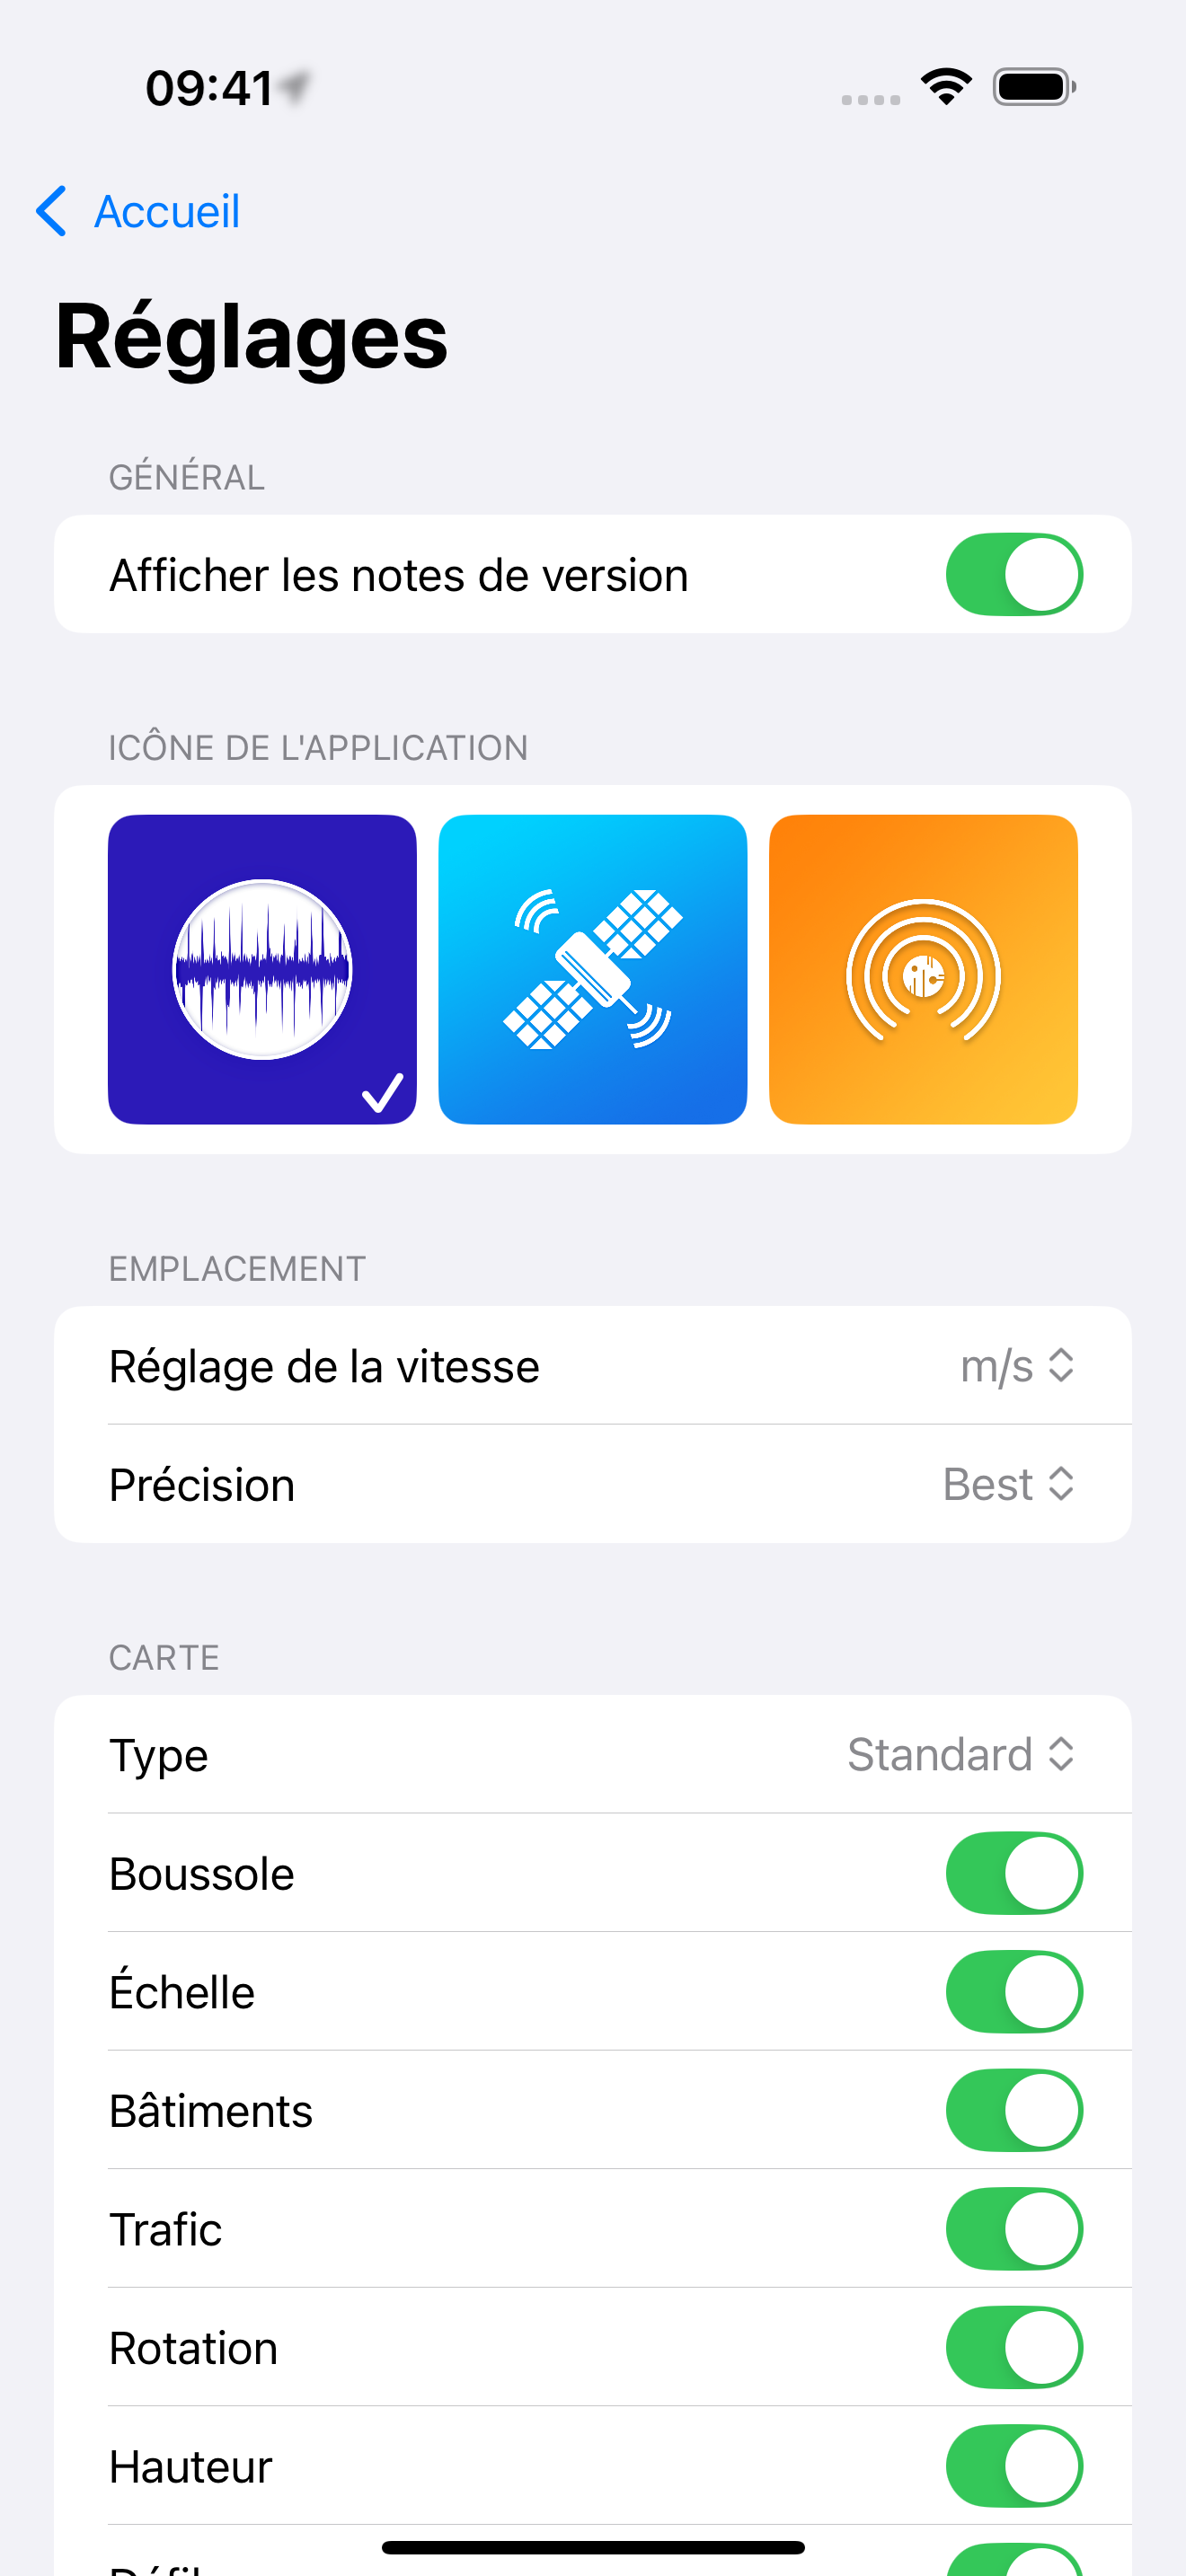 09:41
Accueil
Réglages
GÉNÉRAL
Afficher les notes de version
ICÔNE DE L'APPLICATION
EMPLACEMENT
Réglage de la vitesse m/s
Précision Best
CARTE
Type Standard
Boussole
Échelle
Bâtiments
Trafic
Rotation
Hauteur